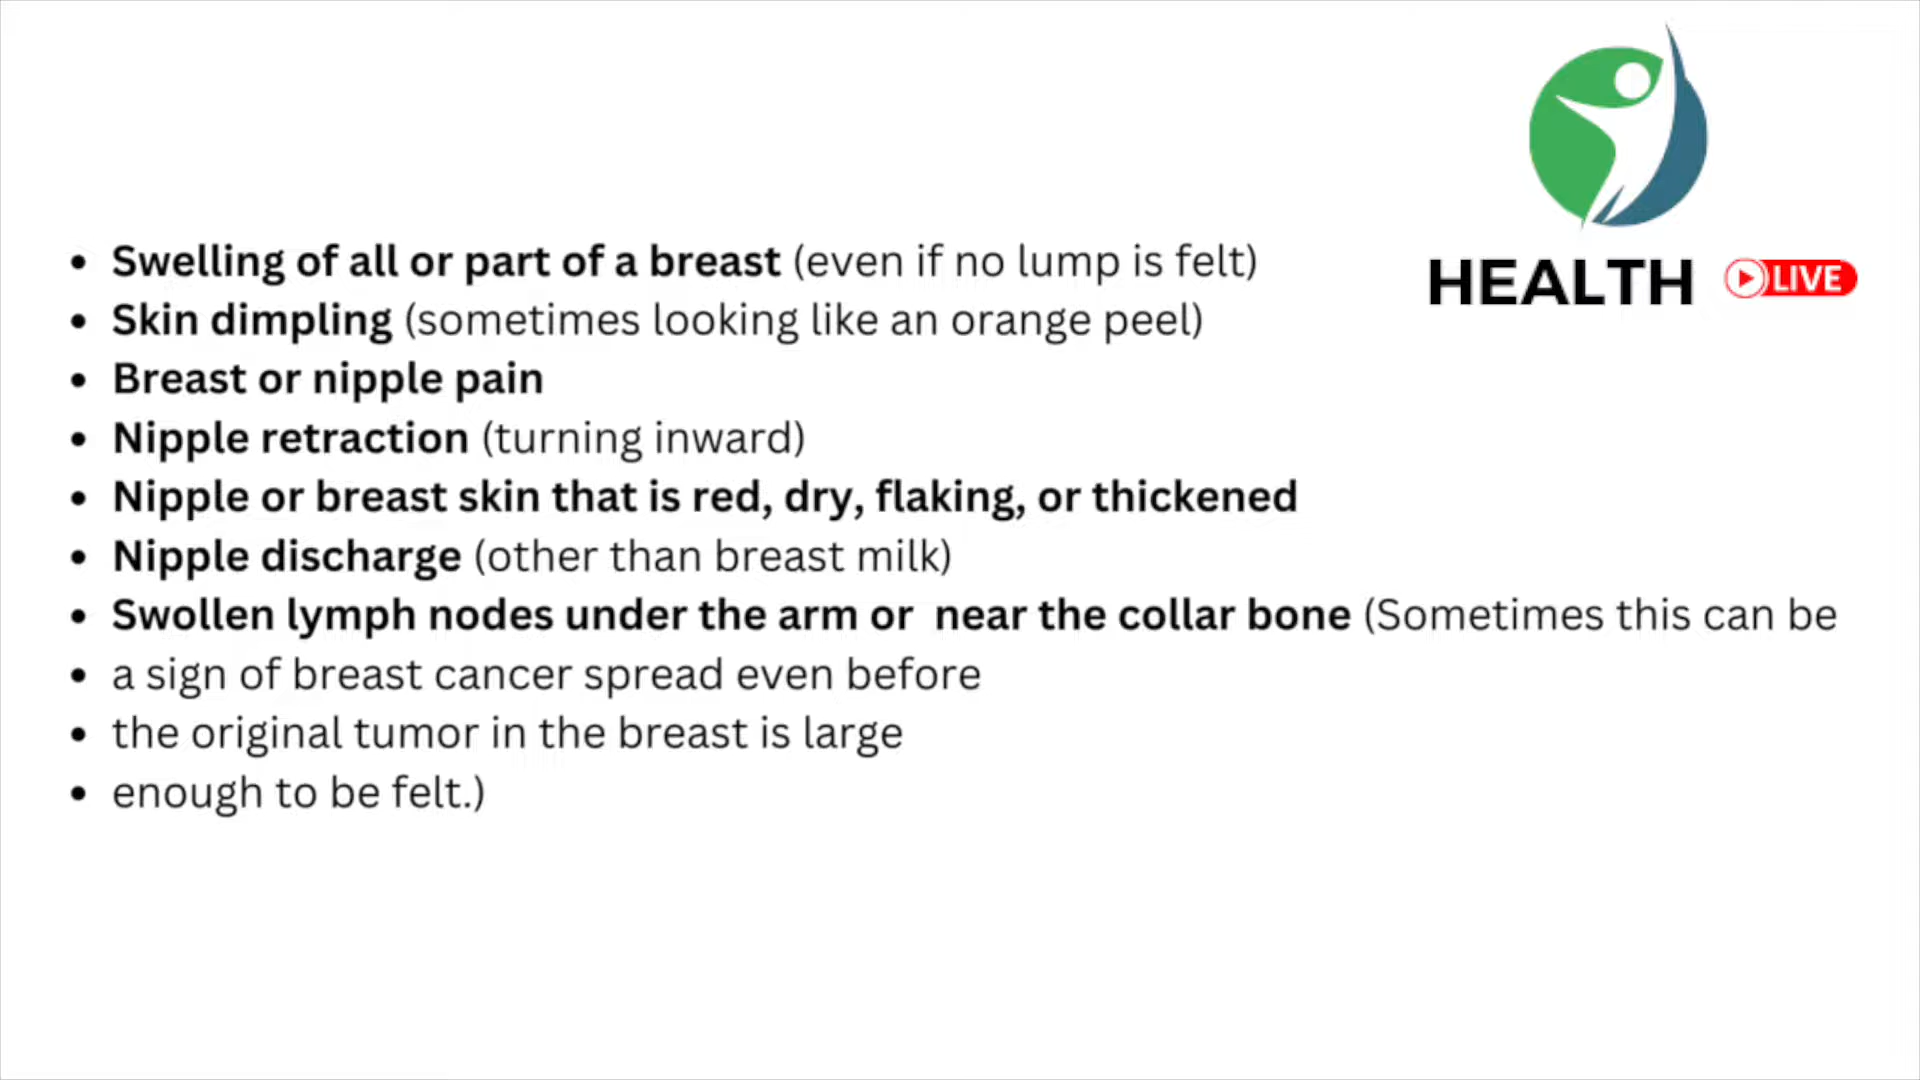 HEALTH LIVE
• Swelling of all or part of a breast (even if no lump is felt)
• Skin dimpling (sometimes looking like an orange peel)
• Breast or nipple pain
• Nipple retraction (turning inward)
• Nipple or breast skin that is red, dry, flaking, or thickened
• Nipple discharge (other than breast milk)
• Swollen lymph nodes under the arm or  near the collar bone (Sometimes this can be
• a sign of breast cancer spread even before
• the original tumor in the breast is large
• enough to be felt.)